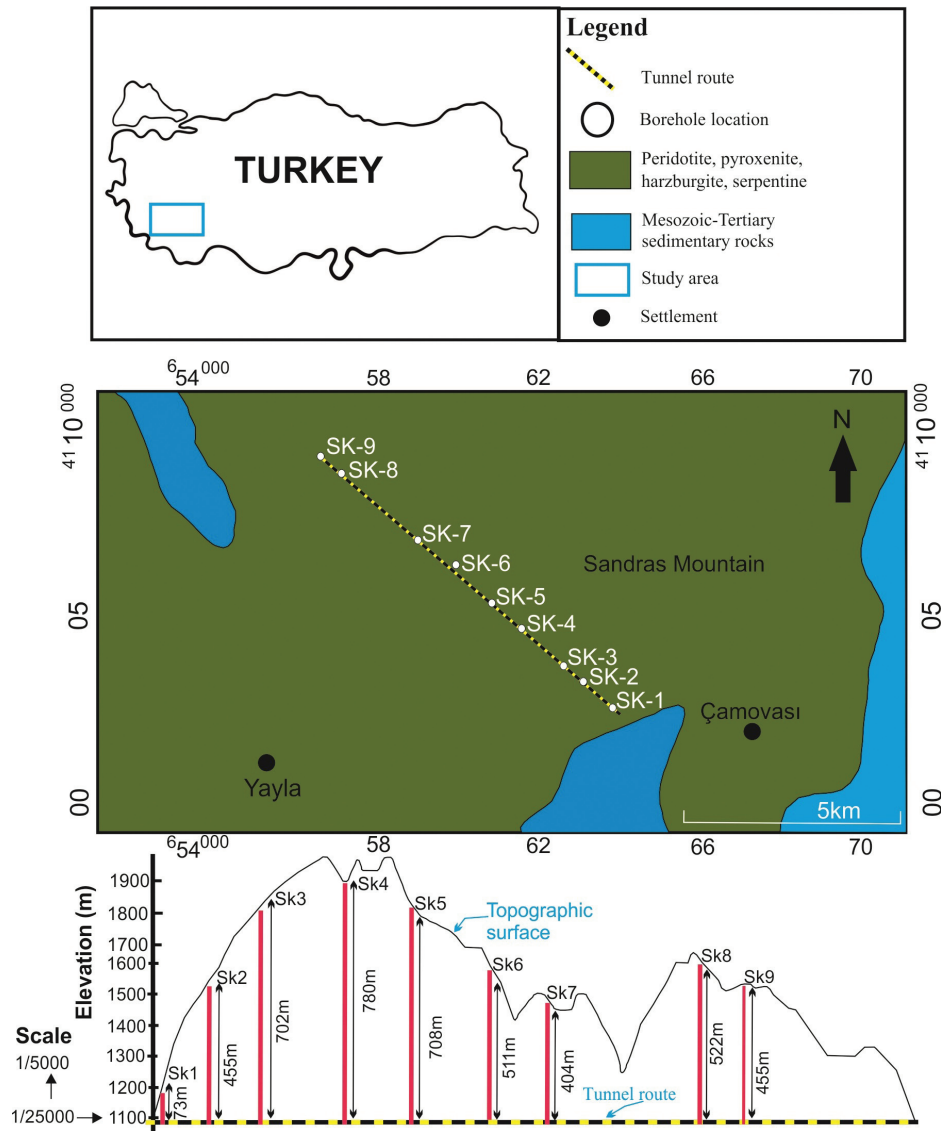 TURKEY
Legend
Tunnel route
Borehole location
Peridotite, pyroxenite,
harzburgite, serpentine
Mesozoic-Tertiary
sedimentary rocks
Study area
Settlement
⁶54⁰⁰⁰ 58 62 66 70
41 10 000
05
00
SK-9
SK-8
SK-7
SK-6
SK-5
SK-4
SK-3
SK-2
SK-1
Sandras Mountain
N
Çamovası
Yayla
5km
41 10 000
05
00
⁶54⁰⁰⁰ 58 62 66 70
Elevation (m)
1900
1800
1700
1600
1500
1400
1300
1200
1100
Scale
1/5000
1/25000
Sk1
73m
Sk2
455m
Sk3
702m
Sk4
780m
Sk5
708m
Topographic
surface
Sk6
511m
Sk7
404m
Sk8
522m
Sk9
455m
Tunnel route